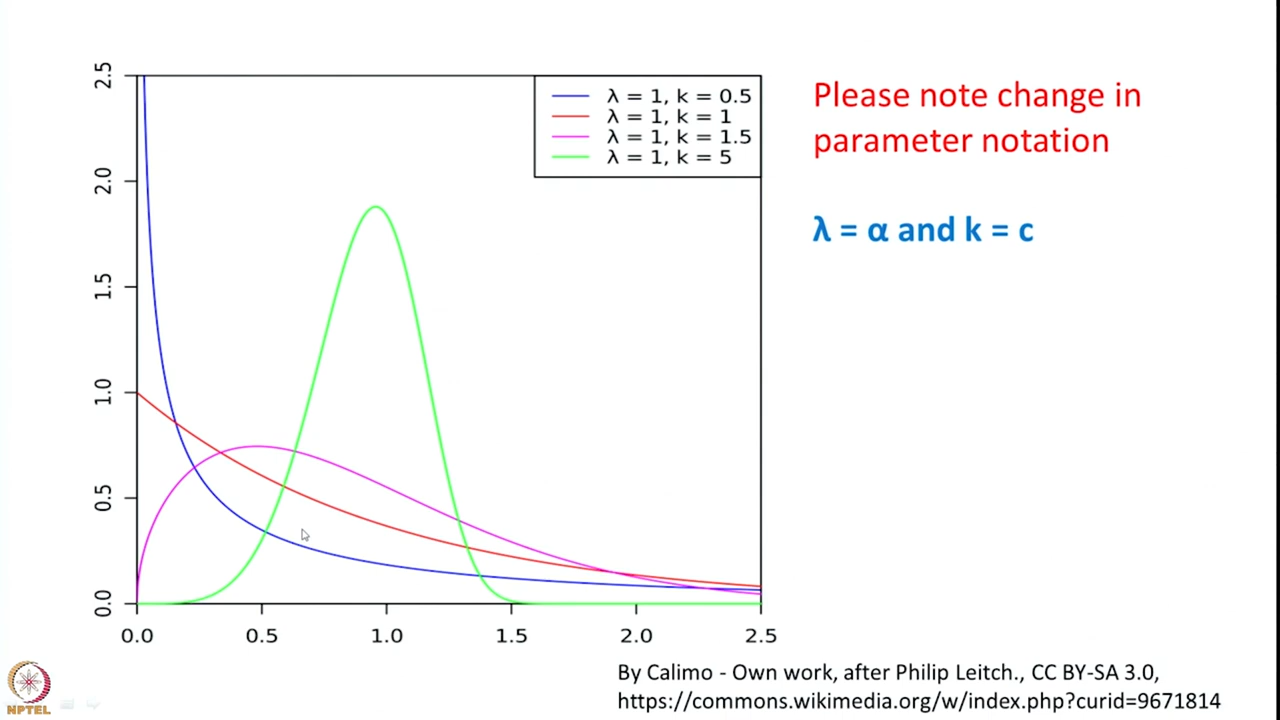 2.5
2.0
1.5
1.0
0.5
0.0
0.0 0.5 1.0 1.5 2.0 2.5
λ = 1, k = 0.5
λ = 1, k = 1
λ = 1, k = 1.5
λ = 1, k = 5
Please note change in
parameter notation
λ = α and k = c
By Calimo - Own work, after Philip Leitch., CC BY-SA 3.0,
https://commons.wikimedia.org/w/index.php?curid=9671814
NPTEL